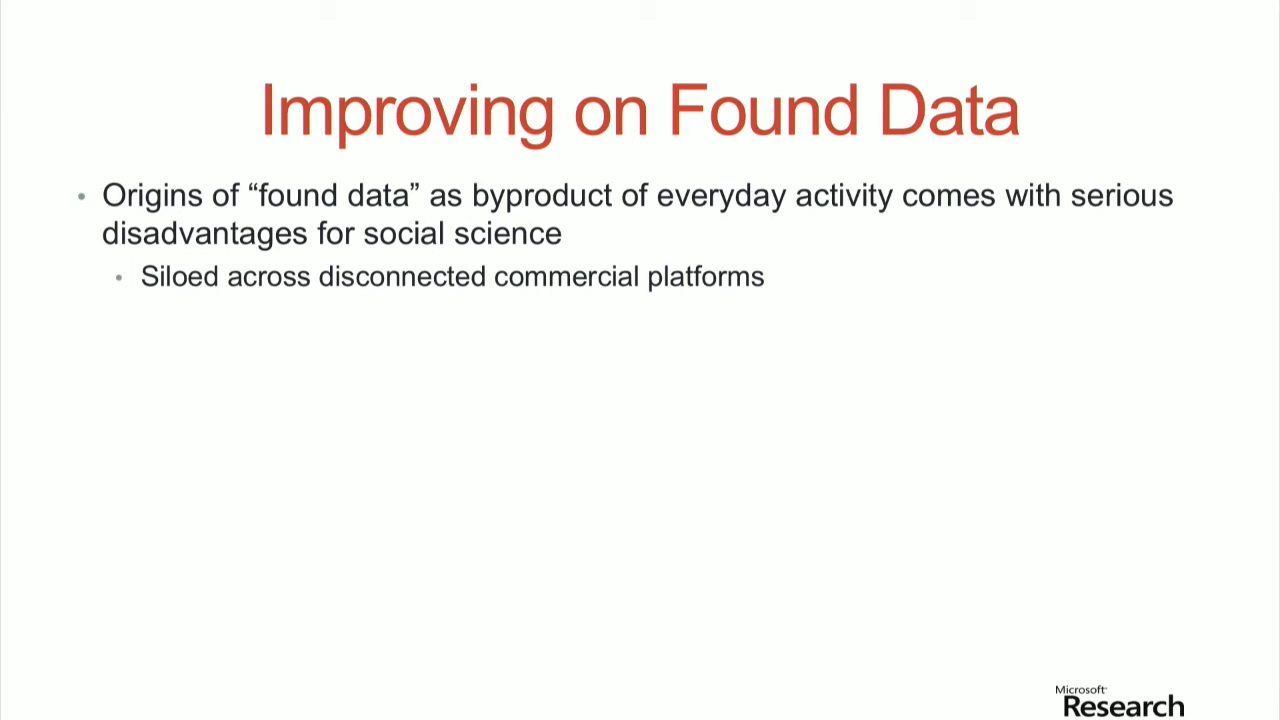 Improving on Found Data
• Origins of “found data” as byproduct of everyday activity comes with serious
disadvantages for social science
• Siloed across disconnected commercial platforms
Microsoft
Research